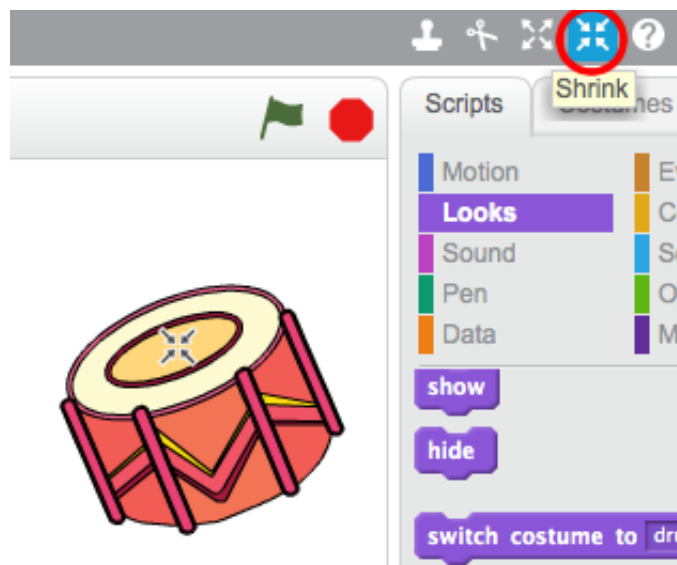 ?
Shrink
Scripts
Motion
Looks
Sound
Pen
Data
show
hide
switch costume to